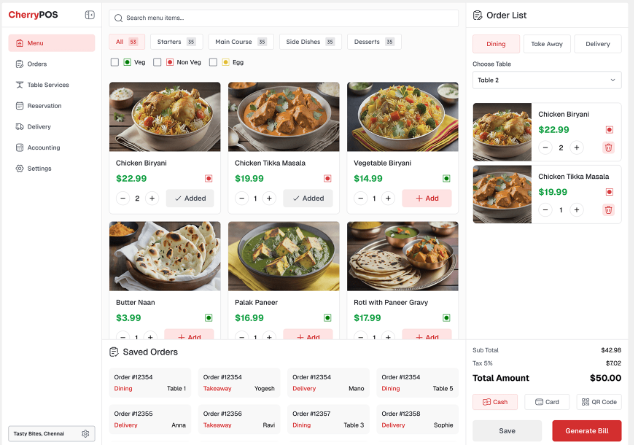 CherryPOS
Menu
Orders
Table Services
Reservation
Delivery
Accounting
Settings
Tasty Bites, Chennai
Search menu items...
All 55
Starters 55
Main Course 55
Side Dishes 55
Desserts 55
Veg
Non Veg
Egg
Chicken Biryani
$22.99
2
Added
Chicken Tikka Masala
$19.99
1
Added
Vegetable Biryani
$14.99
1
+ Add
Butter Naan
$3.99
1
+ Add
Palak Paneer
$16.99
1
+ Add
Roti with Paneer Gravy
$17.99
1
+ Add
Saved Orders
Order #12354
Dining Table 1
Order #12354
Takeaway Yogesh
Order #12354
Delivery Mano
Order #12354
Dining Table 5
Order #12355
Delivery Anna
Order #12356
Takeaway Ravi
Order #12357
Dining Table 3
Order #12358
Delivery Sophie
Order List
Dining
Take Away
Delivery
Choose Table
Table 2
Chicken Biryani
$22.99
2
Chicken Tikka Masala
$19.99
1
Sub Total $42.98
Tax 5% $7.02
Total Amount $50.00
Cash
Card
QR Code
Save
Generate Bill